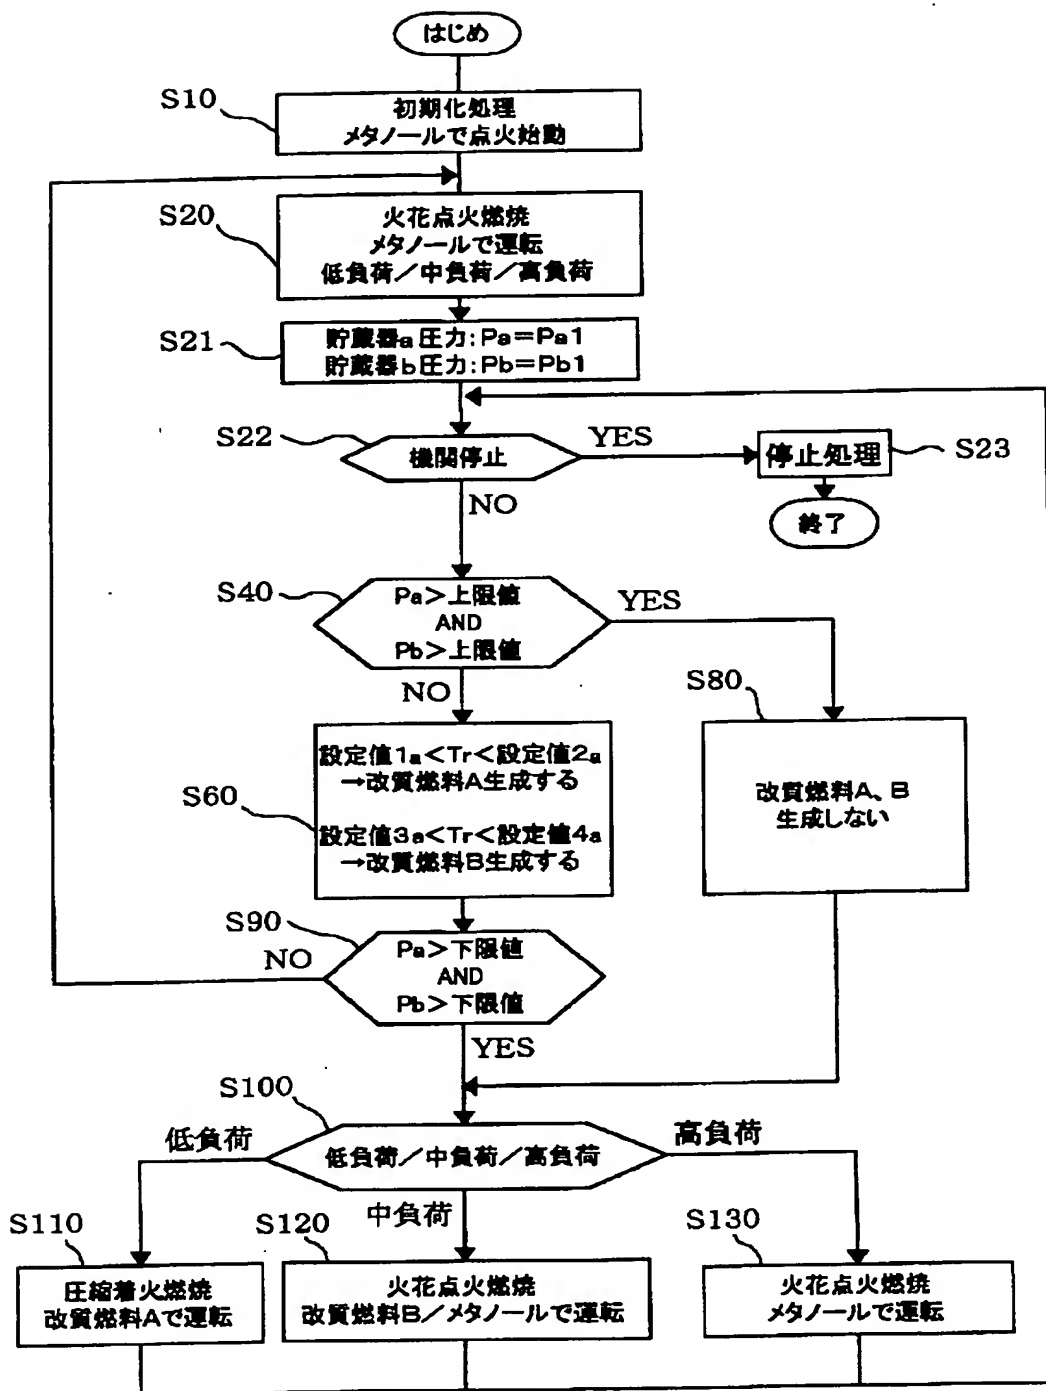 はじめ
S10
初期化処理
メタノールで点火始動
S20
火花点火燃焼
メタノールで運転
低負荷／中負荷／高負荷
S21
貯蔵器a圧力：Pa＝Pa1
貯蔵器b圧力：Pb＝Pb1
S22
機関停止
YES
停止処理
S23
NO
終了
S40
Pa＞上限値
AND
Pb＞上限値
YES
NO
S80
設定値1a＜Tr＜設定値2a
→改質燃料A生成する
S60
設定値3a＜Tr＜設定値4a
→改質燃料B生成する
改質燃料A、B
生成しない
S90
NO
Pa＞下限値
AND
Pb＞下限値
YES
S100
低負荷
低負荷／中負荷／高負荷
高負荷
中負荷
S110
圧縮着火燃焼
改質燃料Aで運転
S120
火花点火燃焼
改質燃料B／メタノールで運転
S130
火花点火燃焼
メタノールで運転